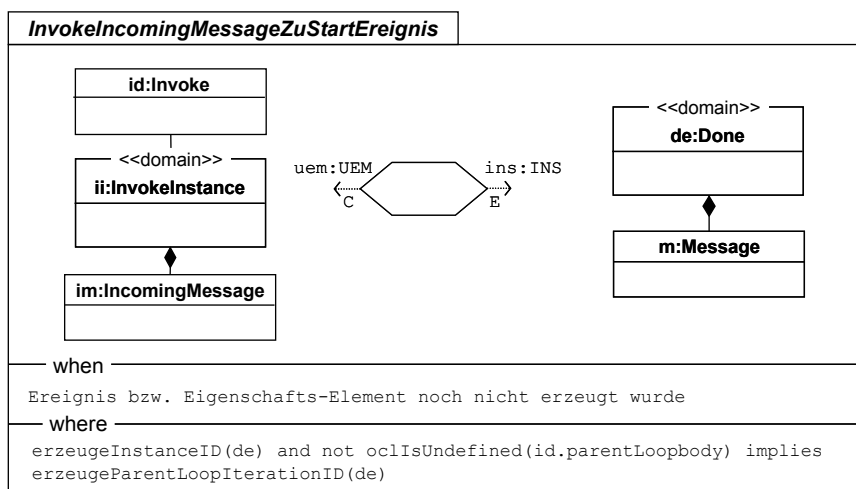 InvokeIncomingMessageZuStartEreignis
id:Invoke
<<domain>>
ii:InvokeInstance
im:IncomingMessage
uem:UEM
C
ins:INS
E
<<domain>>
de:Done
m:Message
when
Ereignis bzw. Eigenschafts-Element noch nicht erzeugt wurde
where
erzeugeInstanceID(de) and not oclIsUndefined(id.parentLoopbody) implies
erzeugeParentLoopIterationID(de)